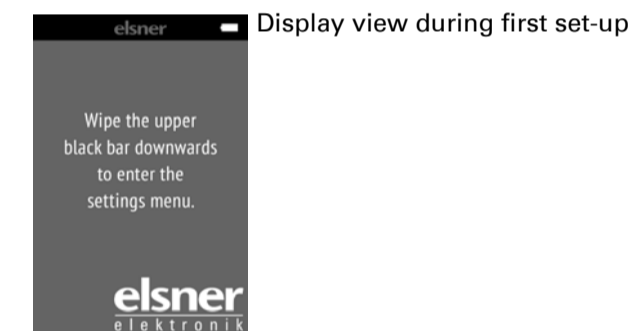 elsner
Display view during first set-up
Wipe the upper
black bar downwards
to enter the
settings menu.
elsner
elektronik